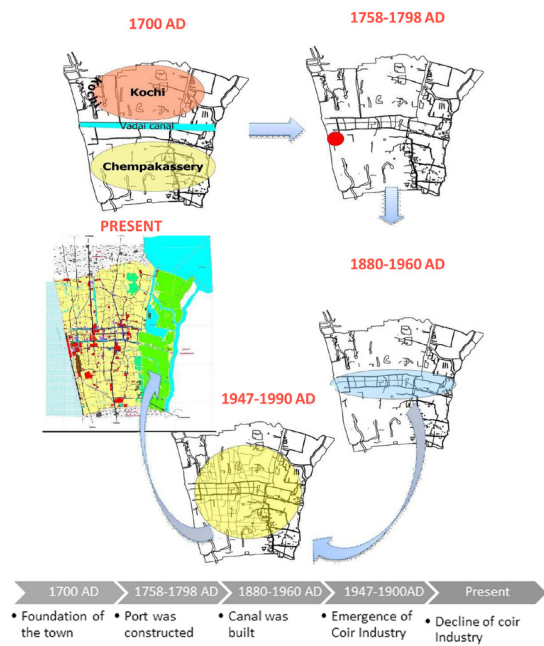 1700 AD
1758-1798 AD
Kochi
Kochi
Vadai canal
Chempakassery
PRESENT
1880-1960 AD
1947-1990 AD
1700 AD
1758-1798 AD
1880-1960 AD
1947-1900AD
Present
• Foundation of
the town
• Port was
constructed
• Canal was
built
• Emergence of
Coir Industry
• Decline of coir
Industry